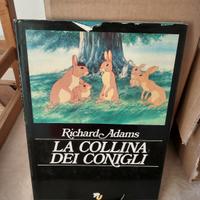 Richard Adams
LA COLLINA
DEI CONIGLI